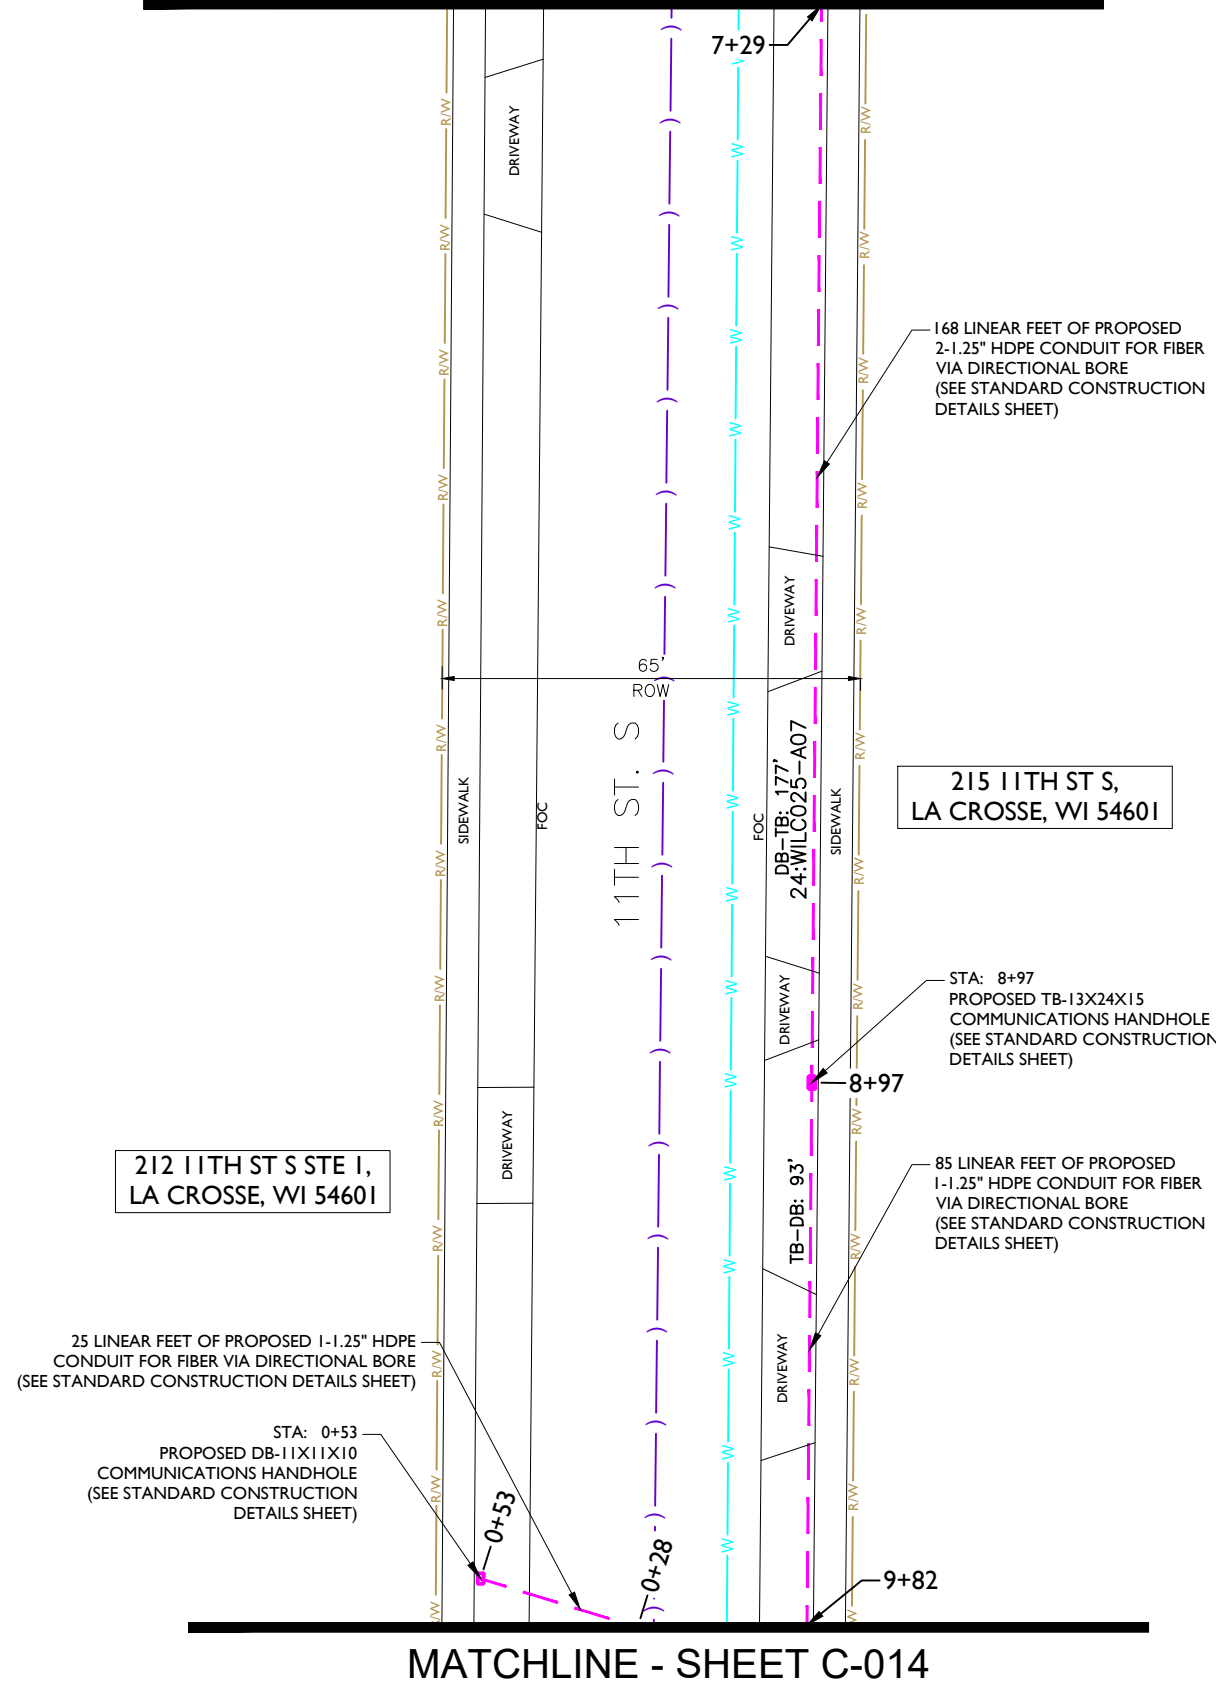 7+29
DRIVEWAY
168 LINEAR FEET OF PROPOSED
2-1.25" HDPE CONDUIT FOR FIBER
VIA DIRECTIONAL BORE
(SEE STANDARD CONSTRUCTION
DETAILS SHEET)
DRIVEWAY
65'
ROW
11TH ST. S
SIDEWALK
FOC
FOC
DB-TB: 177'
24:WILC025-A07
SIDEWALK
215 11TH ST S,
LA CROSSE, WI 54601
STA: 8+97
PROPOSED TB-13X24X15
COMMUNICATIONS HANDHOLE
(SEE STANDARD CONSTRUCTION
DETAILS SHEET)
DRIVEWAY
8+97
DRIVEWAY
212 11TH ST S STE 1,
LA CROSSE, WI 54601
TB-DB: 93'
85 LINEAR FEET OF PROPOSED
1-1.25" HDPE CONDUIT FOR FIBER
VIA DIRECTIONAL BORE
(SEE STANDARD CONSTRUCTION
DETAILS SHEET)
25 LINEAR FEET OF PROPOSED 1-1.25" HDPE
CONDUIT FOR FIBER VIA DIRECTIONAL BORE
(SEE STANDARD CONSTRUCTION DETAILS SHEET)
DRIVEWAY
STA: 0+53
PROPOSED DB-11X11X10
COMMUNICATIONS HANDHOLE
(SEE STANDARD CONSTRUCTION
DETAILS SHEET)
0+53
0+28
9+82
R/W R/W R/W R/W R/W R/W R/W R/W R/W R/W R/W R/W R/W
W W W W W W W W W W W W W W W W W
R/W R/W R/W R/W R/W R/W R/W R/W R/W R/W R/W R/W R/W
MATCHLINE - SHEET C-014